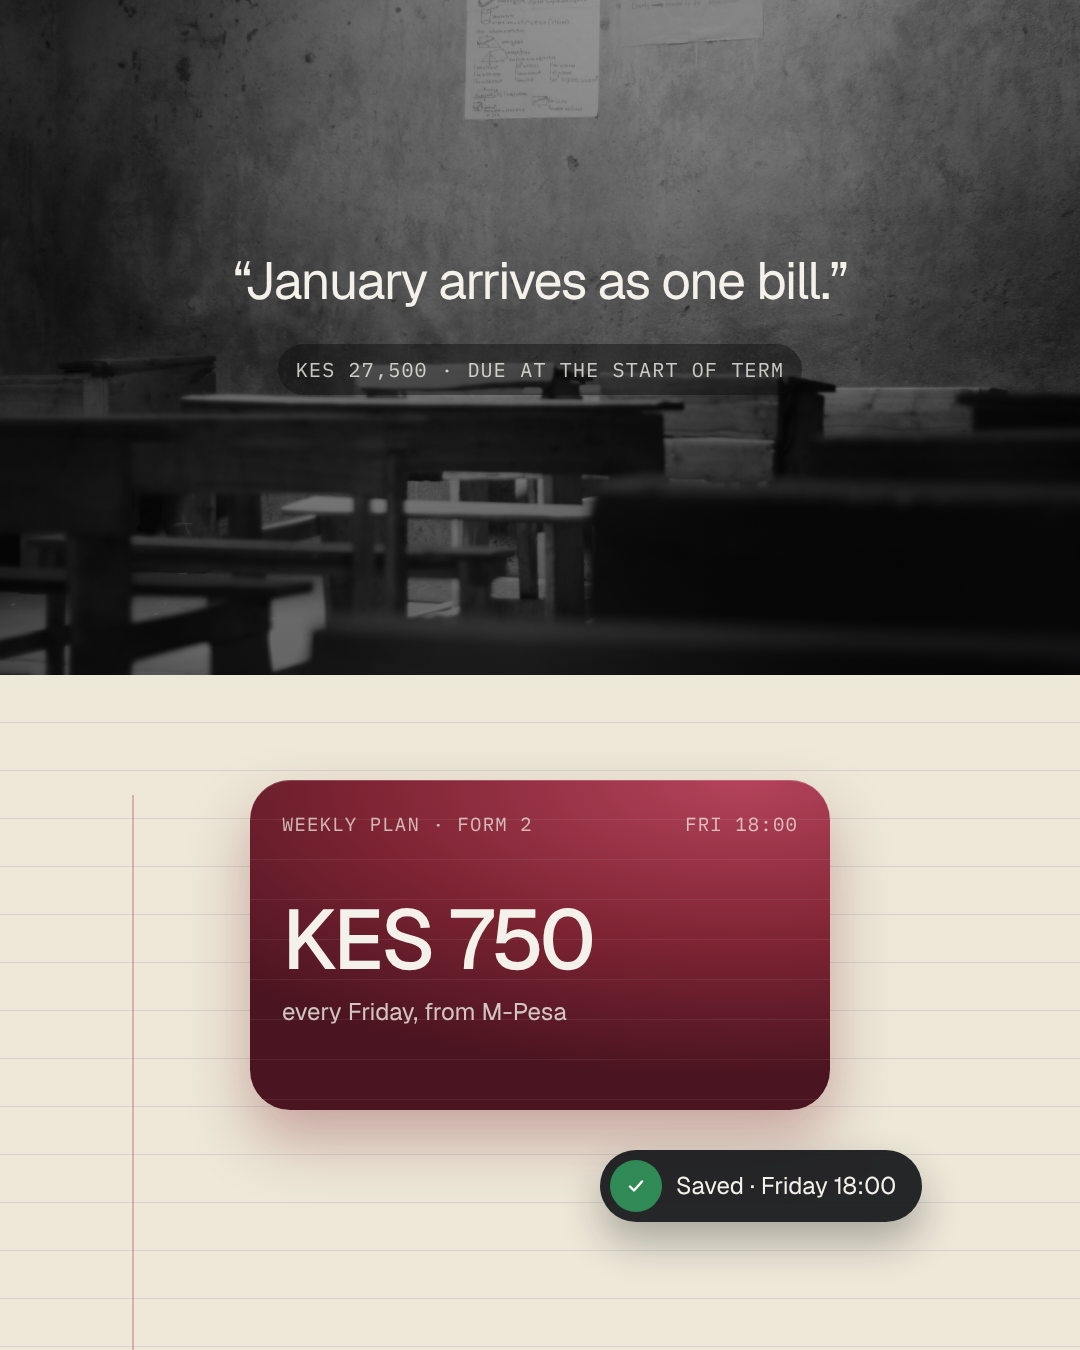 “January arrives as one bill.”
KES 27,500 · DUE AT THE START OF TERM
WEEKLY PLAN · FORM 2
FRI 18:00
KES 750
every Friday, from M-Pesa
Saved · Friday 18:00